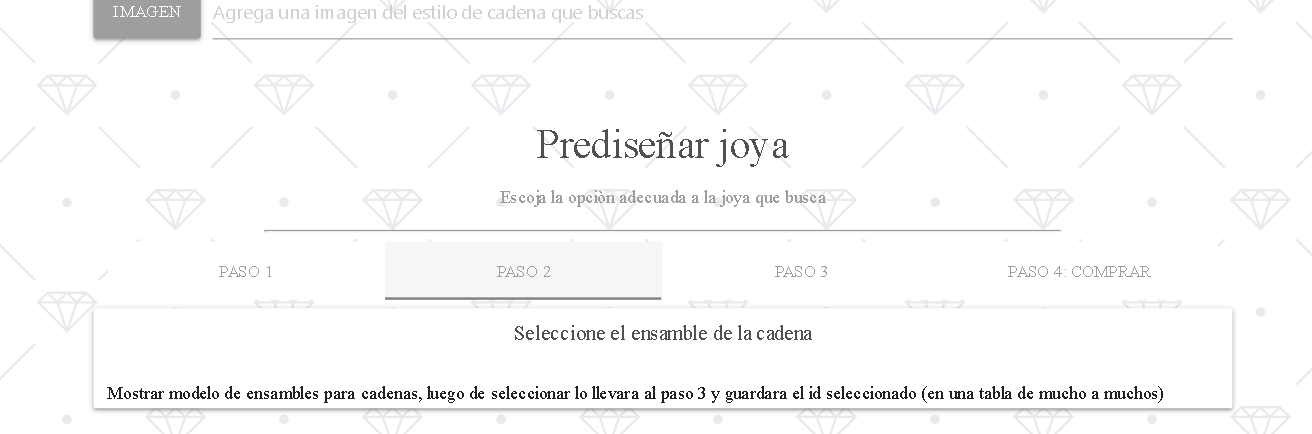 IMAGEN Agrega una imagen del estilo de cadena que buscas
Prediseñar joya
Escoja la opciòn adecuada a la joya que busca
PASO 1 PASO 2 PASO 3 PASO 4: COMPRAR
Seleccione el ensamble de la cadena
Mostrar modelo de ensambles para cadenas, luego de seleccionar lo llevara al paso 3 y guardara el id seleccionado (en una tabla de mucho a muchos)